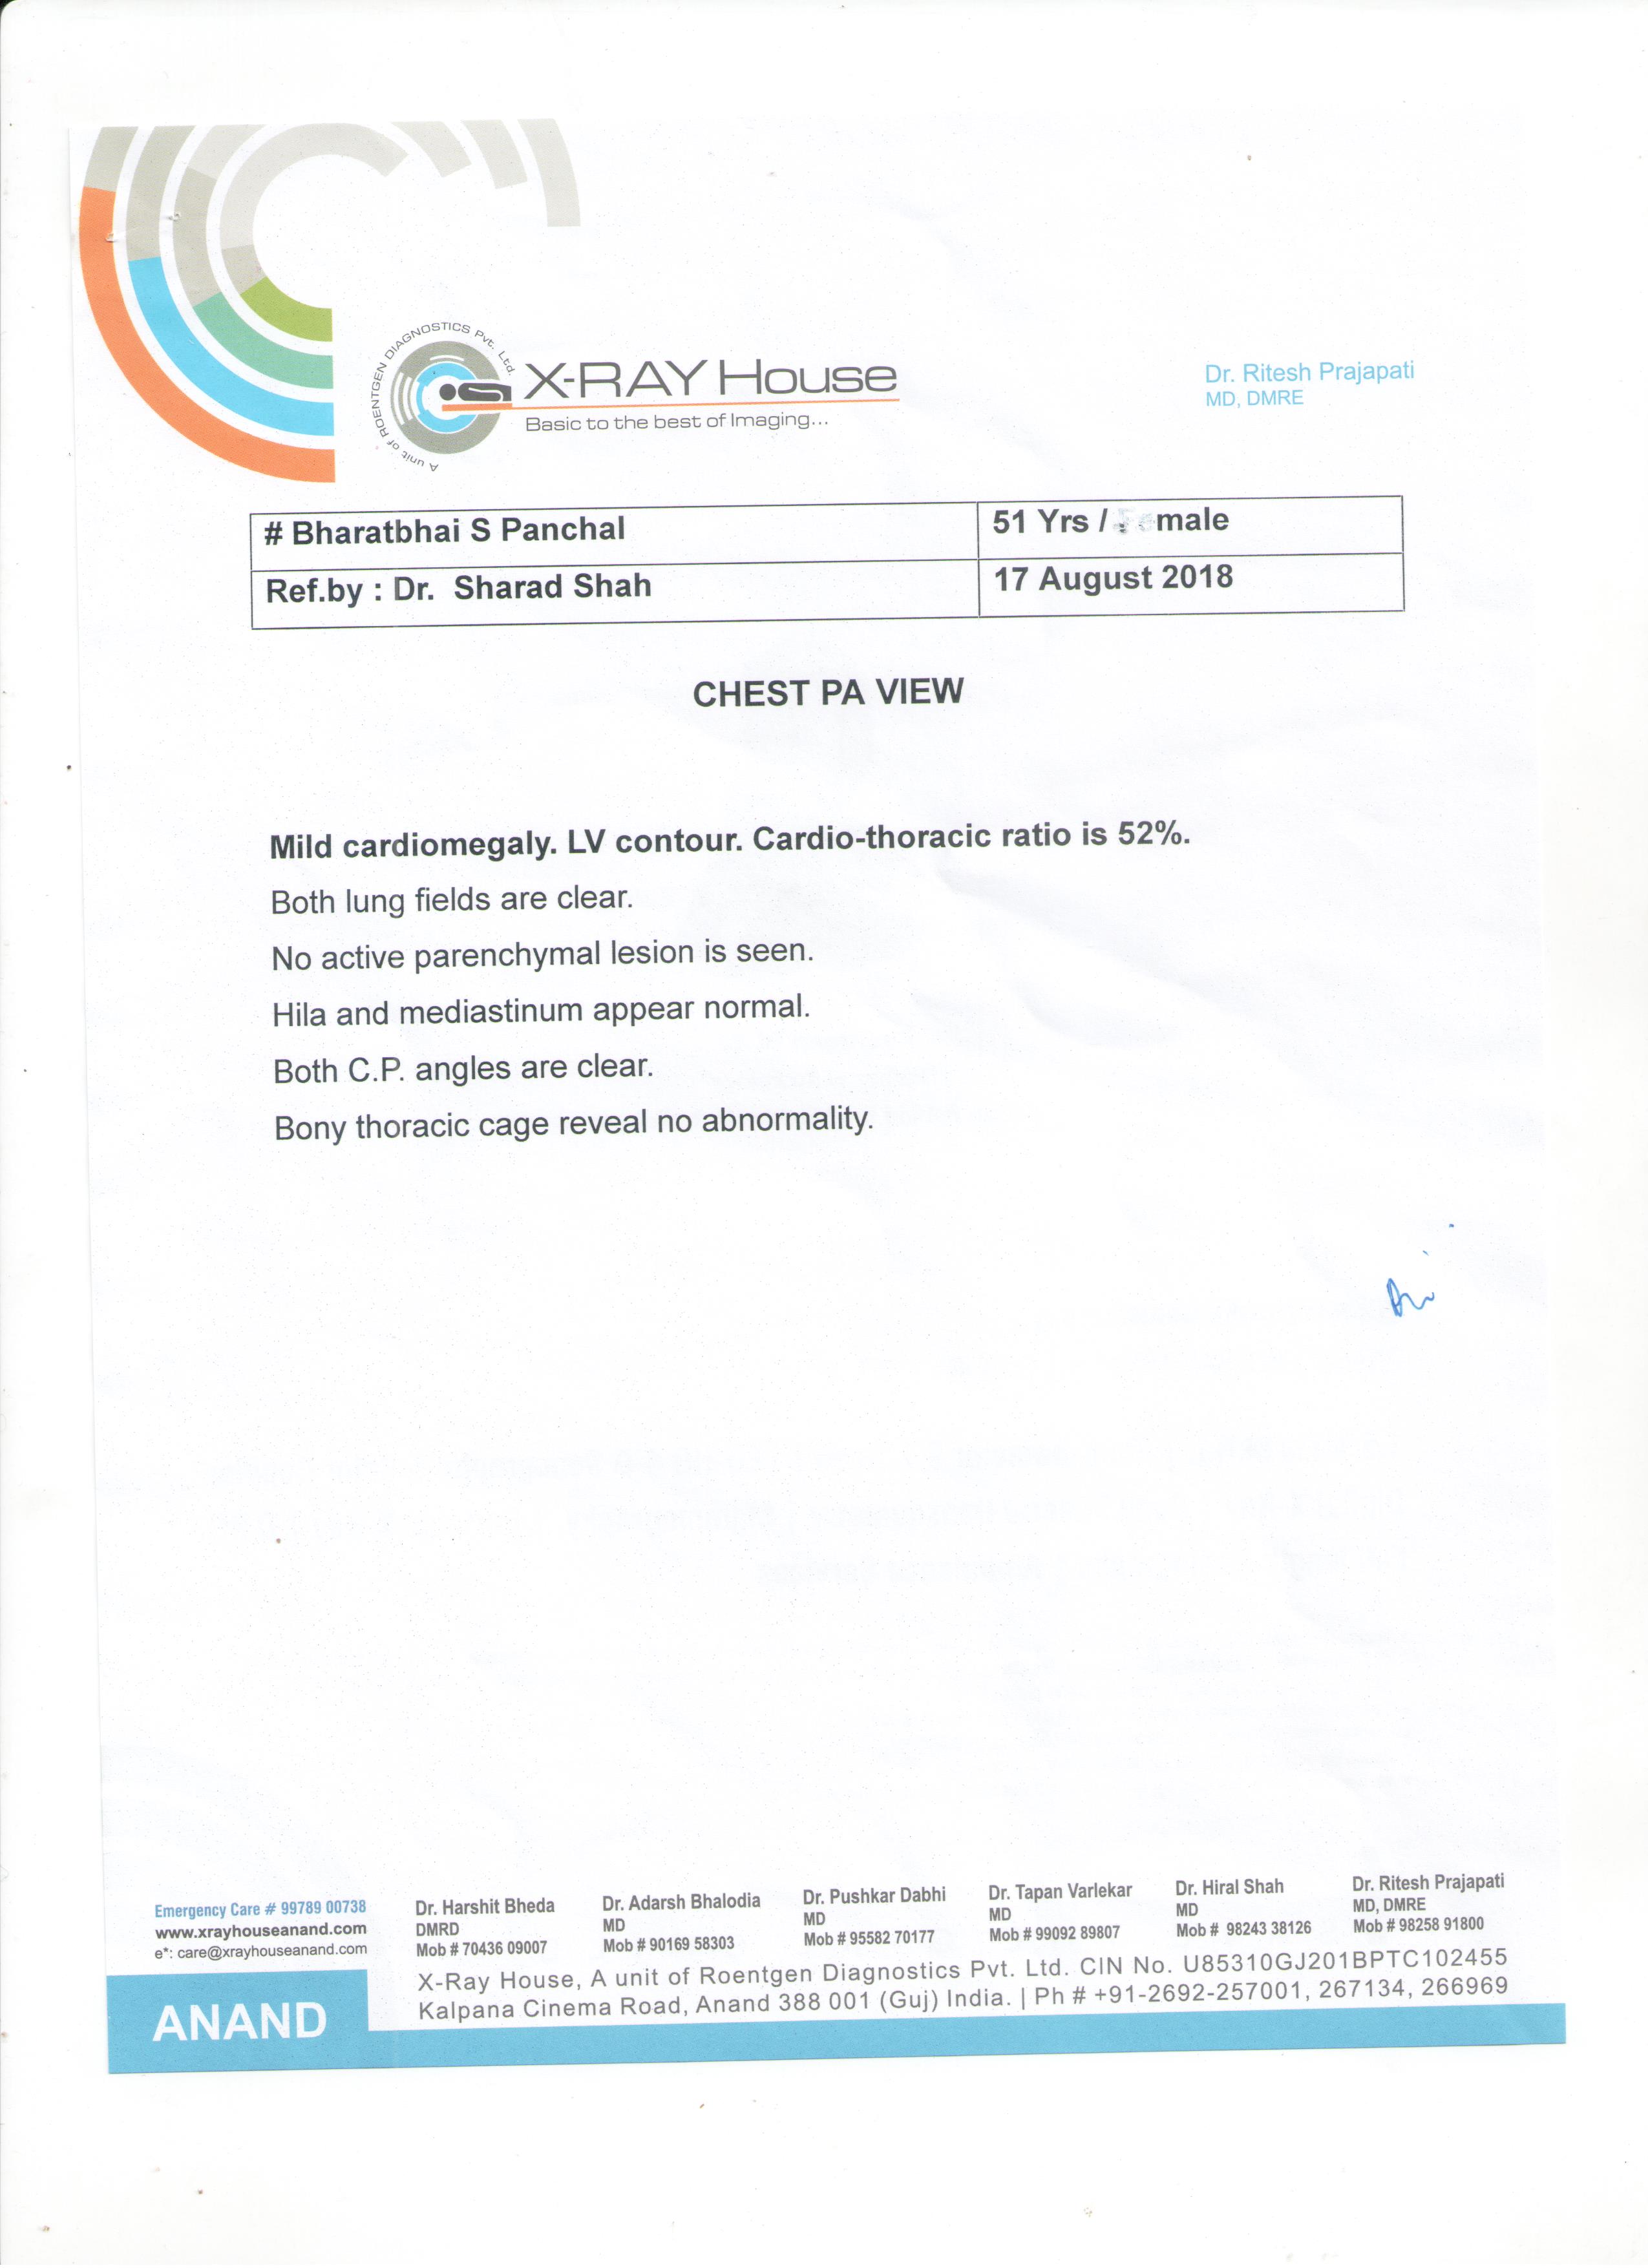 A unit of ROENTGEN DIAGNOSTICS Pvt. Ltd.
X-RAY House
Basic to the best of Imaging...
Dr. Ritesh Prajapati
MD, DMRE
# Bharatbhai S Panchal 51 Yrs / male
Ref.by : Dr. Sharad Shah 17 August 2018
CHEST PA VIEW
Mild cardiomegaly. LV contour. Cardio-thoracic ratio is 52%.
Both lung fields are clear.
No active parenchymal lesion is seen.
Hila and mediastinum appear normal.
Both C.P. angles are clear.
Bony thoracic cage reveal no abnormality.
Emergency Care # 99789 00738
www.xrayhouseanand.com
e*: care@xrayhouseanand.com
Dr. Harshit Bheda
DMRD
Mob # 70436 09007
Dr. Adarsh Bhalodia
MD
Mob # 90169 58303
Dr. Pushkar Dabhi
MD
Mob # 95582 70177
Dr. Tapan Varlekar
MD
Mob # 99092 89807
Dr. Hiral Shah
MD
Mob # 98243 38126
Dr. Ritesh Prajapati
MD, DMRE
Mob # 98258 91800
X-Ray House, A unit of Roentgen Diagnostics Pvt. Ltd. CIN No. U85310GJ201BPTC102455
Kalpana Cinema Road, Anand 388 001 (Guj) India. | Ph # +91-2692-257001, 267134, 266969
ANAND